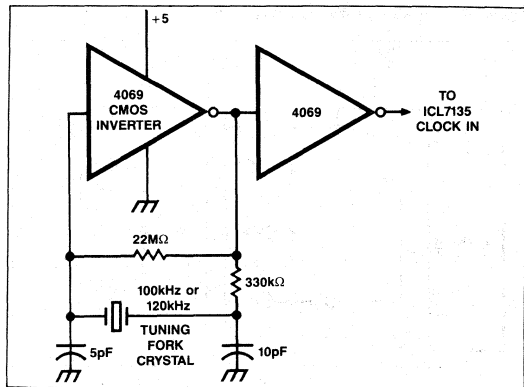 +5
4069
CMOS
INVERTER
4069
TO
ICL7135
CLOCK IN
22MΩ
330kΩ
100kHz or
120kHz
TUNING
FORK
CRYSTAL
5pF
10pF